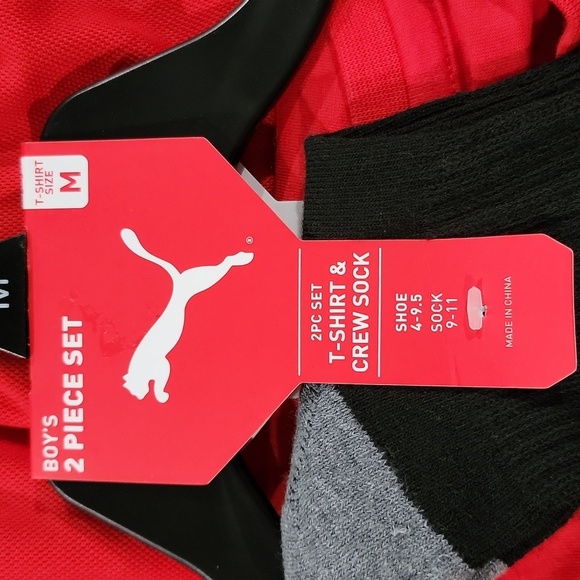 T-SHIRT
SIZE
M
BOY'S
2 PIECE SET
®
2PC SET
T-SHIRT &
CREW SOCK
SHOE
4-9.5
SOCK
9-11
MADE IN CHINA
M